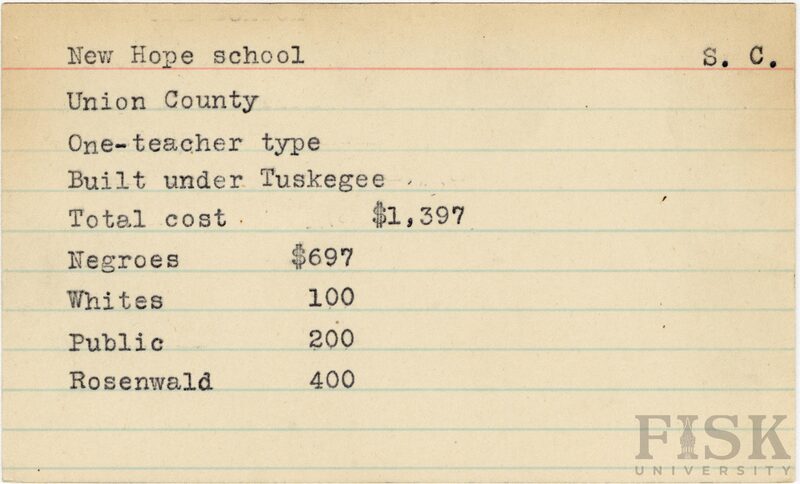 New Hope school S. C.
Union County
One-teacher type
Built under Tuskegee
Total cost $1,397
Negroes $697
Whites 100
Public 200
Rosenwald 400
FISK
UNIVERSITY